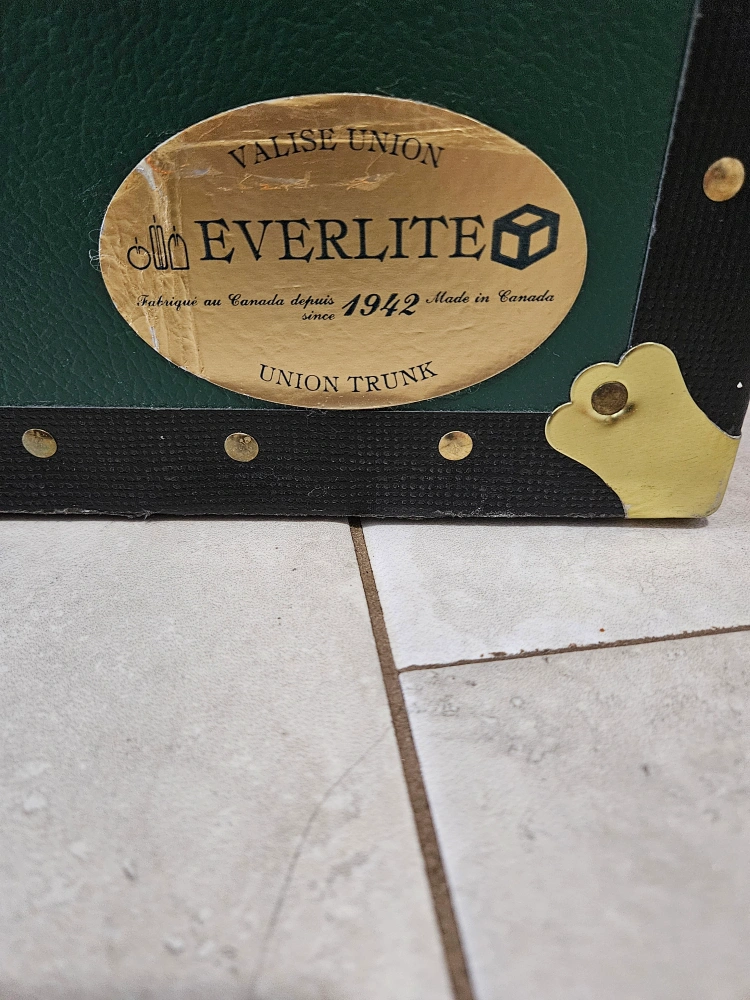 VALISE UNION
EVERLITE
Fabriqué au Canada depuis 1942 Made in Canada
since
UNION TRUNK